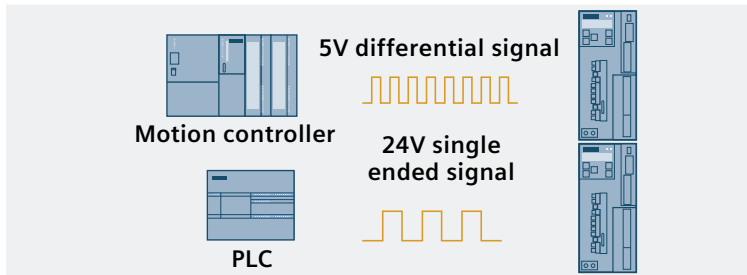 5V differential signal
Motion controller
24V single
ended signal
PLC